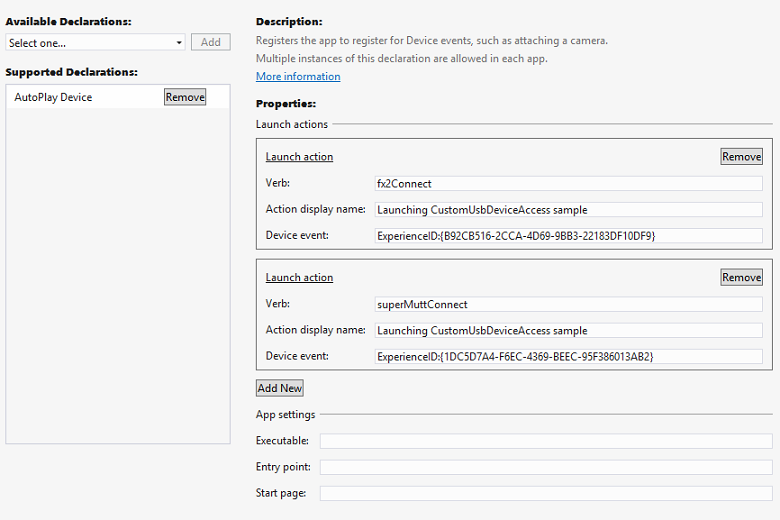 Available Declarations:
Select one...
Add
Supported Declarations:
AutoPlay Device
Remove
Description:
Registers the app to register for Device events, such as attaching a camera.
Multiple instances of this declaration are allowed in each app.
More information
Properties:
Launch actions
Launch action
Remove
Verb:
fx2Connect
Action display name:
Launching CustomUsbDeviceAccess sample
Device event:
ExperienceID:{B92CB516-2CCA-4D69-9BB3-22183DF10DF9}
Launch action
Remove
Verb:
superMuttConnect
Action display name:
Launching CustomUsbDeviceAccess sample
Device event:
ExperienceID:{1DC5D7A4-F6EC-4369-BEEC-95F386013AB2}
Add New
App settings
Executable:
Entry point:
Start page: